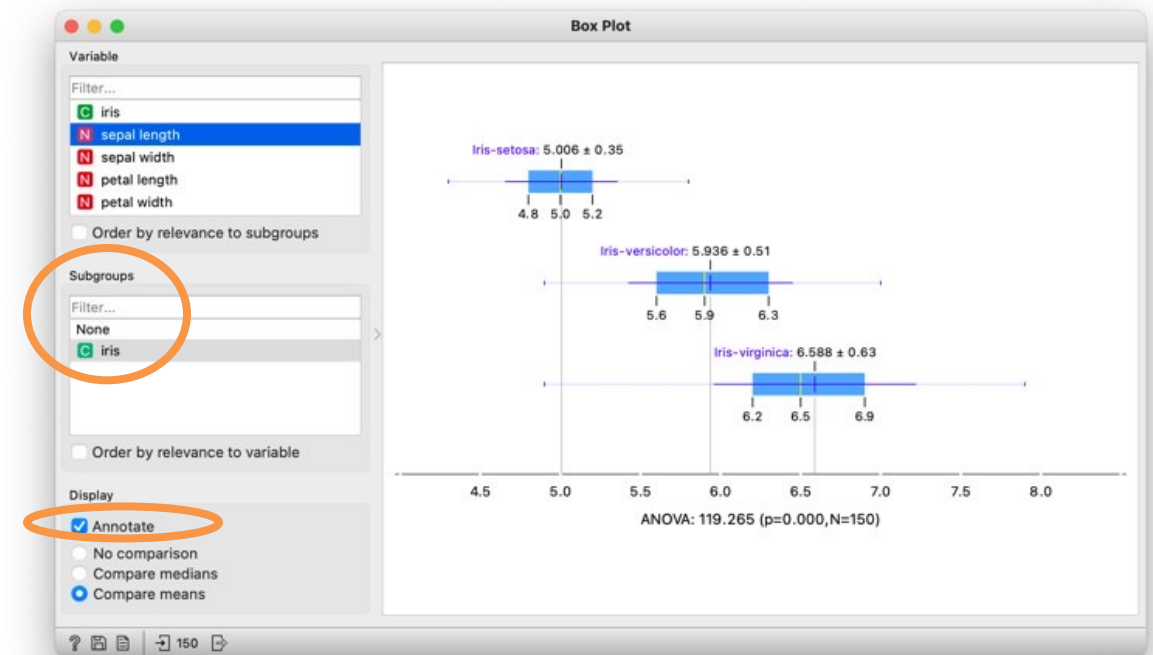 Box Plot
Variable
Filter...
C iris
N sepal length
N sepal width
N petal length
N petal width
Order by relevance to subgroups
Subgroups
Filter...
None
C iris
Order by relevance to variable
Display
Annotate
No comparison
Compare medians
Compare means
? 150
Iris-setosa: 5.006 ± 0.35
4.8 5.0 5.2
Iris-versicolor: 5.936 ± 0.51
5.6 5.9 6.3
Iris-virginica: 6.588 ± 0.63
6.2 6.5 6.9
4.5 5.0 5.5 6.0 6.5 7.0 7.5 8.0
ANOVA: 119.265 (p=0.000,N=150)